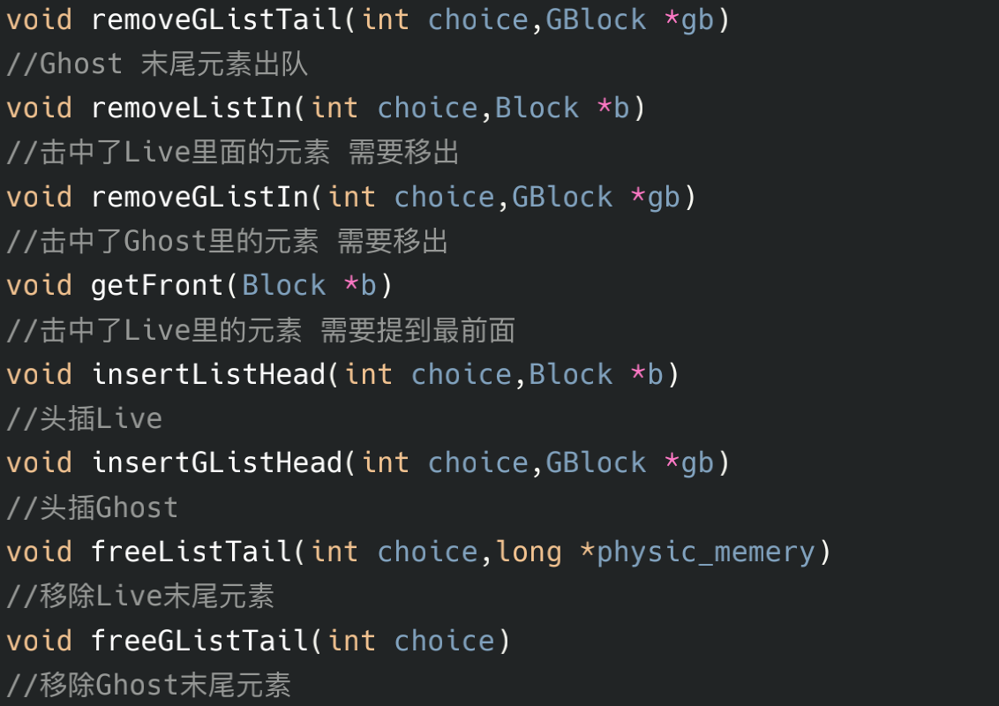 void removeGListTail(int choice,GBlock *gb)
//Ghost 末尾元素出队
void removeListIn(int choice,Block *b)
//击中了Live里面的元素 需要移出
void removeGListIn(int choice,GBlock *gb)
//击中了Ghost里的元素 需要移出
void getFront(Block *b)
//击中了Live里的元素 需要提到最前面
void insertListHead(int choice,Block *b)
//头插Live
void insertGListHead(int choice,GBlock *gb)
//头插Ghost
void freeListTail(int choice,long *physic_memery)
//移除Live末尾元素
void freeGListTail(int choice)
//移除Ghost末尾元素